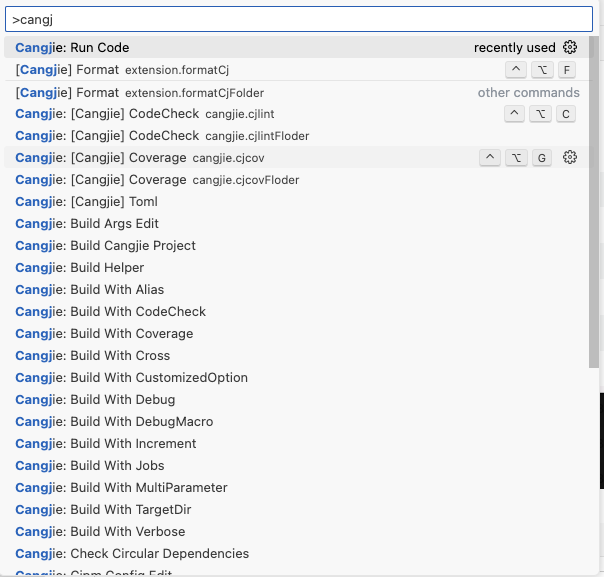 >cangj
Cangjie: Run Code recently used
[Cangjie] Format extension.formatCj ^ ⌥ F
[Cangjie] Format extension.formatCjFolder other commands
Cangjie: [Cangjie] CodeCheck cangjie.cjlint ^ ⌥ C
Cangjie: [Cangjie] CodeCheck cangjie.cjlintFloder
Cangjie: [Cangjie] Coverage cangjie.cjcov ^ ⌥ G
Cangjie: [Cangjie] Coverage cangjie.cjcovFloder
Cangjie: [Cangjie] Toml
Cangjie: Build Args Edit
Cangjie: Build Cangjie Project
Cangjie: Build Helper
Cangjie: Build With Alias
Cangjie: Build With CodeCheck
Cangjie: Build With Coverage
Cangjie: Build With Cross
Cangjie: Build With CustomizedOption
Cangjie: Build With Debug
Cangjie: Build With DebugMacro
Cangjie: Build With Increment
Cangjie: Build With Jobs
Cangjie: Build With MultiParameter
Cangjie: Build With TargetDir
Cangjie: Build With Verbose
Cangjie: Check Circular Dependencies
Cangjie: Cjpm Config Edit